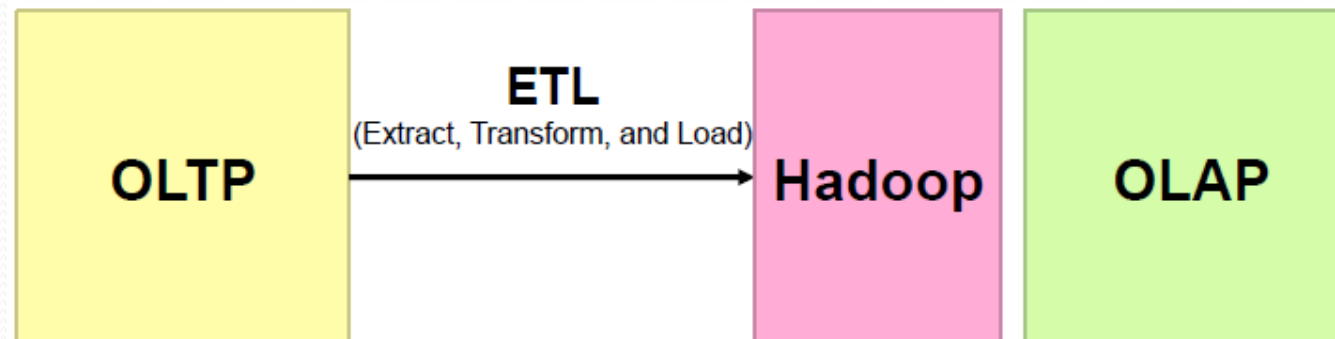 ETL
(Extract, Transform, and Load)
OLTP
Hadoop
OLAP